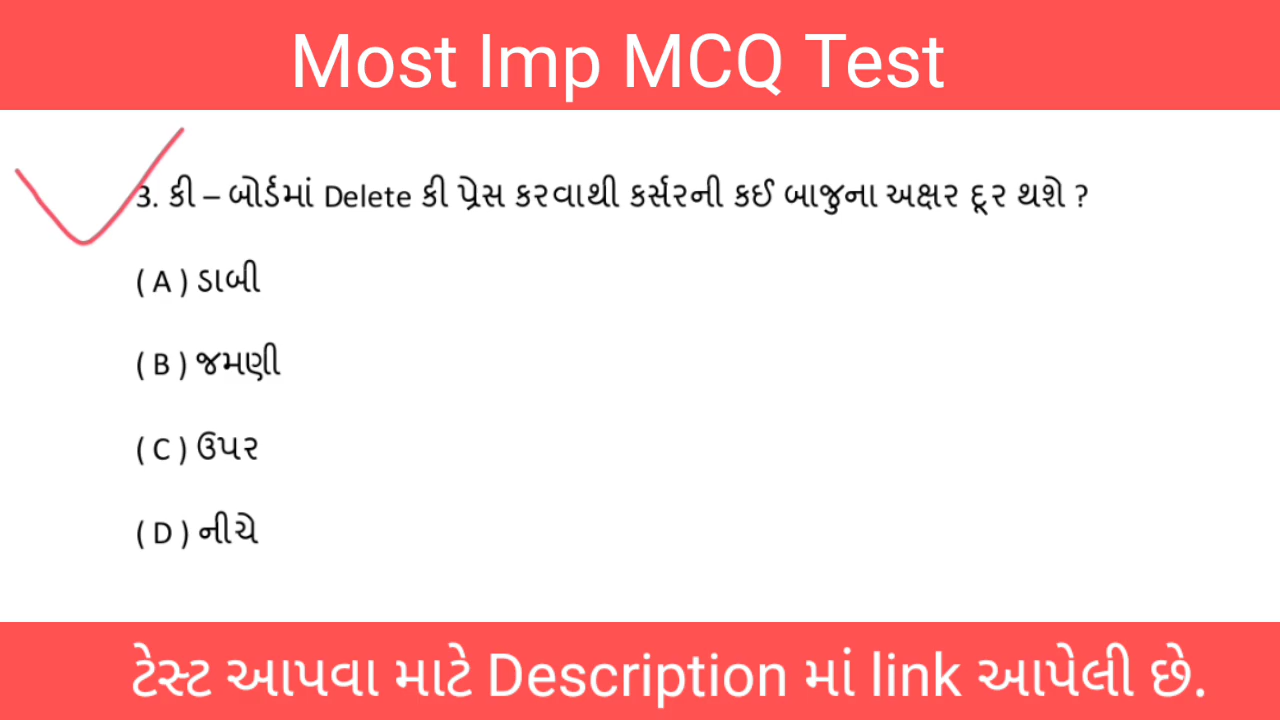 Most Imp MCQ Test
3. કી – બોર્ડમાં Delete કી પ્રેસ કરવાથી કર્સરની કઈ બાજુના અક્ષર દૂર થશે ?
( A ) ડાબી
( B ) જમણી
( C ) ઉપર
( D ) નીચે
ટેસ્ટ આપવા માટે Description માં link આપેલી છે.